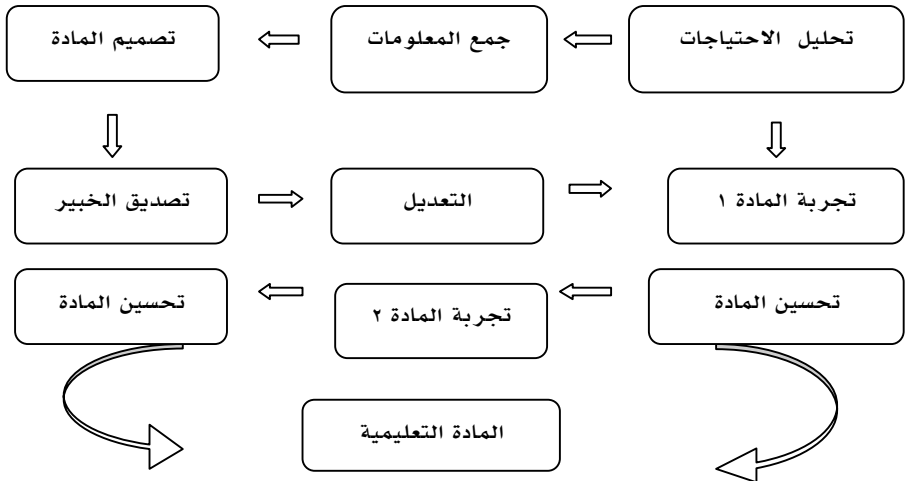 تحليل الاحتياجات
جمع المعلومات
تصميم المادة
تجربة المادة ١
التعديل
تصديق الخبير
تحسين المادة
تجربة المادة ٢
تحسين المادة
المادة التعليمية